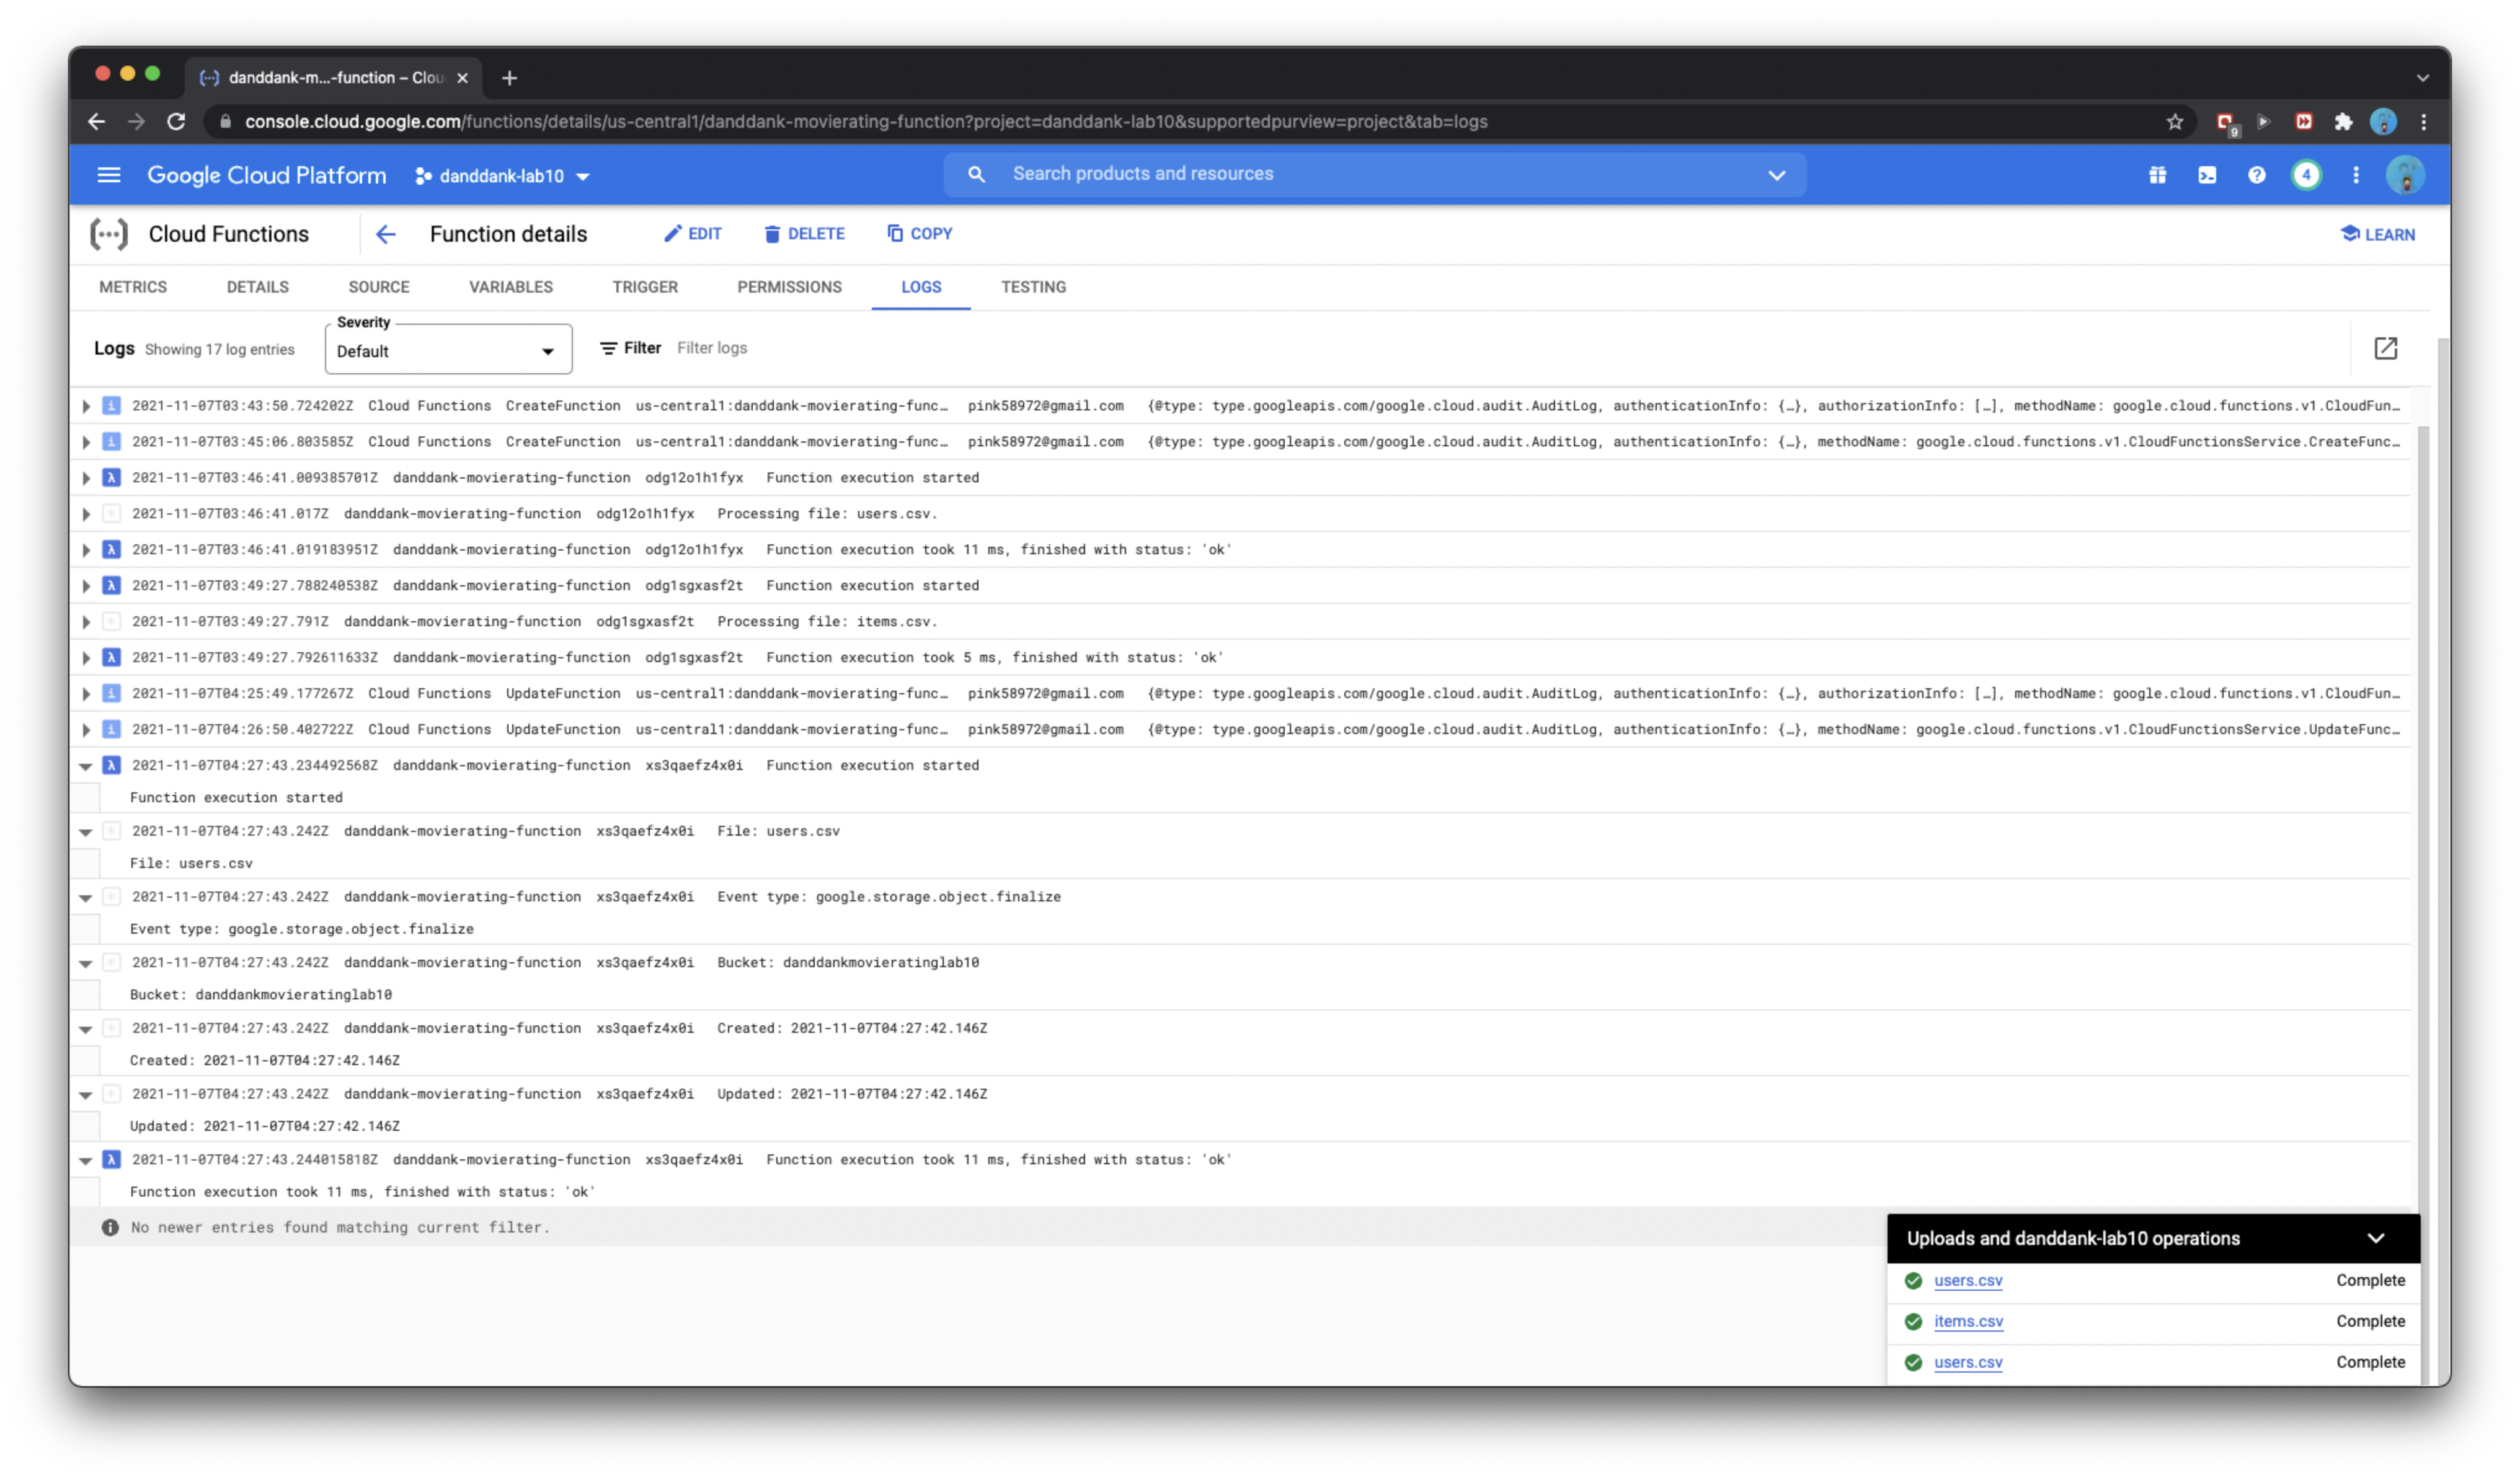 danddank-m...-function – Clou
console.cloud.google.com/functions/details/us-central1/danddank-movierating-function?project=danddank-lab10&supportedpurview=project&tab=logs
9
Google Cloud Platform danddank-lab10 Search products and resources 4
Cloud Functions Function details EDIT DELETE COPY LEARN
METRICS DETAILS SOURCE VARIABLES TRIGGER PERMISSIONS LOGS TESTING
Severity
Logs Showing 17 log entries Default Filter Filter logs
2021-11-07T03:43:50.724202Z Cloud Functions CreateFunction us-central1:danddank-movierating-func… pink58972@gmail.com {@type: type.googleapis.com/google.cloud.audit.AuditLog, authenticationInfo: {…}, authorizationInfo: […], methodName: google.cloud.functions.v1.CloudFun…
2021-11-07T03:45:06.803585Z Cloud Functions CreateFunction us-central1:danddank-movierating-func… pink58972@gmail.com {@type: type.googleapis.com/google.cloud.audit.AuditLog, authenticationInfo: {…}, methodName: google.cloud.functions.v1.CloudFunctionsService.CreateFunc…
λ 2021-11-07T03:46:41.009385701Z danddank-movierating-function odg12o1h1fyx Function execution started
2021-11-07T03:46:41.017Z danddank-movierating-function odg12o1h1fyx Processing file: users.csv.
λ 2021-11-07T03:46:41.019183951Z danddank-movierating-function odg12o1h1fyx Function execution took 11 ms, finished with status: 'ok'
λ 2021-11-07T03:49:27.788240538Z danddank-movierating-function odg1sgxasf2t Function execution started
2021-11-07T03:49:27.791Z danddank-movierating-function odg1sgxasf2t Processing file: items.csv.
λ 2021-11-07T03:49:27.792611633Z danddank-movierating-function odg1sgxasf2t Function execution took 5 ms, finished with status: 'ok'
2021-11-07T04:25:49.177267Z Cloud Functions UpdateFunction us-central1:danddank-movierating-func… pink58972@gmail.com {@type: type.googleapis.com/google.cloud.audit.AuditLog, authenticationInfo: {…}, authorizationInfo: […], methodName: google.cloud.functions.v1.CloudFun…
2021-11-07T04:26:50.402722Z Cloud Functions UpdateFunction us-central1:danddank-movierating-func… pink58972@gmail.com {@type: type.googleapis.com/google.cloud.audit.AuditLog, authenticationInfo: {…}, methodName: google.cloud.functions.v1.CloudFunctionsService.UpdateFunc…
λ 2021-11-07T04:27:43.234492568Z danddank-movierating-function xs3qaefz4x0i Function execution started
Function execution started
2021-11-07T04:27:43.242Z danddank-movierating-function xs3qaefz4x0i File: users.csv
File: users.csv
2021-11-07T04:27:43.242Z danddank-movierating-function xs3qaefz4x0i Event type: google.storage.object.finalize
Event type: google.storage.object.finalize
2021-11-07T04:27:43.242Z danddank-movierating-function xs3qaefz4x0i Bucket: danddankmovieratinglab10
Bucket: danddankmovieratinglab10
2021-11-07T04:27:43.242Z danddank-movierating-function xs3qaefz4x0i Created: 2021-11-07T04:27:42.146Z
Created: 2021-11-07T04:27:42.146Z
2021-11-07T04:27:43.242Z danddank-movierating-function xs3qaefz4x0i Updated: 2021-11-07T04:27:42.146Z
Updated: 2021-11-07T04:27:42.146Z
λ 2021-11-07T04:27:43.244015818Z danddank-movierating-function xs3qaefz4x0i Function execution took 11 ms, finished with status: 'ok'
Function execution took 11 ms, finished with status: 'ok'
No newer entries found matching current filter.
Uploads and danddank-lab10 operations
users.csv Complete
items.csv Complete
users.csv Complete